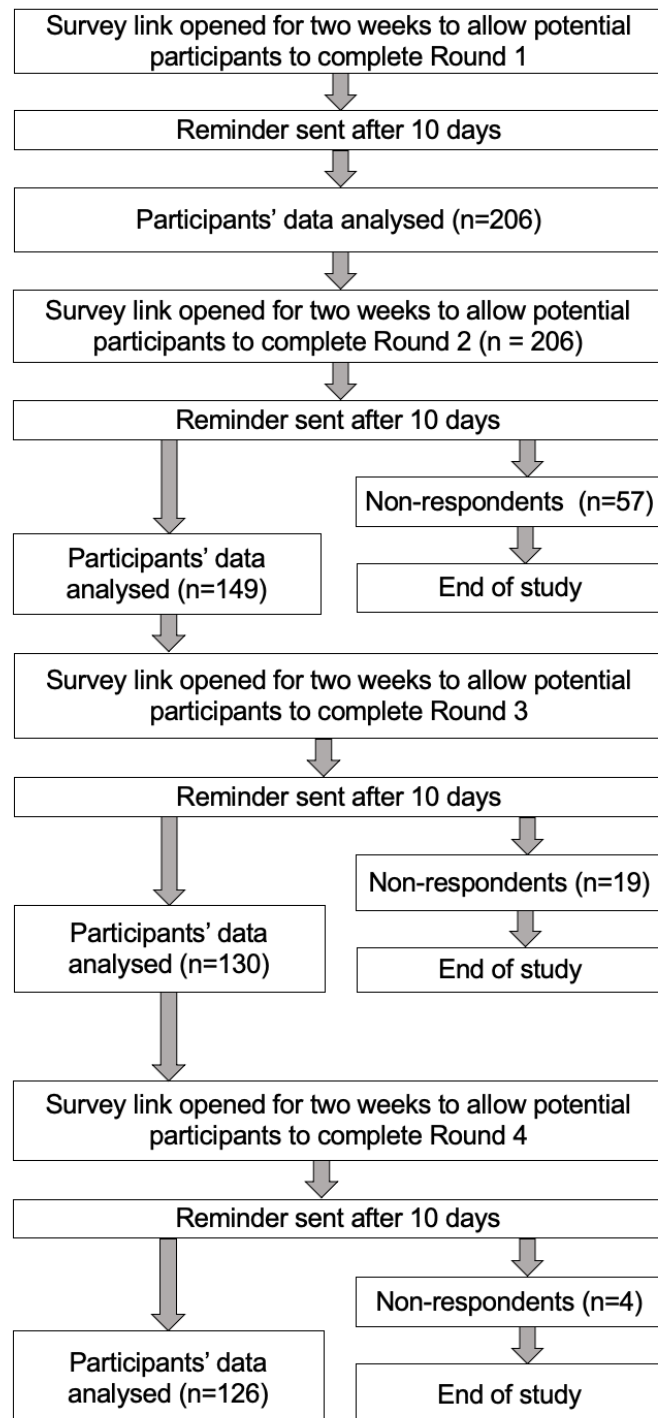 Survey link opened for two weeks to allow potential
participants to complete Round 1
Reminder sent after 10 days
Participants’ data analysed (n=206)
Survey link opened for two weeks to allow potential
participants to complete Round 2 (n = 206)
Reminder sent after 10 days
Non-respondents (n=57)
Participants’ data
analysed (n=149)
End of study
Survey link opened for two weeks to allow potential
participants to complete Round 3
Reminder sent after 10 days
Non-respondents (n=19)
Participants’ data
analysed (n=130)
End of study
Survey link opened for two weeks to allow potential
participants to complete Round 4
Reminder sent after 10 days
Non-respondents (n=4)
Participants’ data
analysed (n=126)
End of study